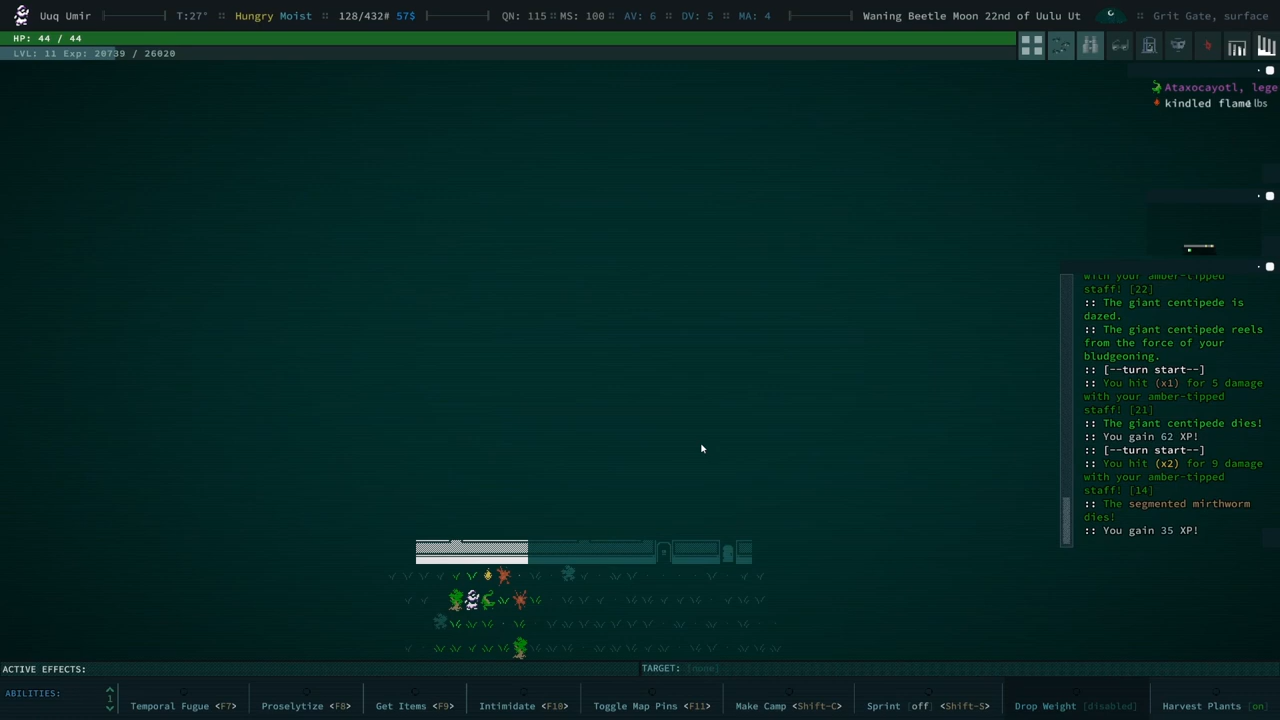 Uuq Umir T:27° :: Hungry Moist :: 128/432# 57$ QN: 115 :: MS: 100 :: AV: 6 :: DV: 5 :: MA: 4 Waning Beetle Moon 22nd of Uulu Ut :: Grit Gate, surface
HP: 44 / 44
LVL: 11 Exp: 20739 / 26020
Ataxocayotl, lege
kindled flame lbs
with your amber-tipped
staff! [22]
:: The giant centipede is
dazed.
:: The giant centipede reels
from the force of your
bludgeoning.
:: [--turn start--]
:: You hit (x1) for 5 damage
with your amber-tipped
staff! [21]
:: The giant centipede dies!
:: You gain 62 XP!
:: [--turn start--]
:: You hit (x2) for 9 damage
with your amber-tipped
staff! [14]
:: The segmented mirthworm
dies!
:: You gain 35 XP!
ACTIVE EFFECTS: TARGET: [none]
ABILITIES: 1 Temporal Fugue <F7> Proselytize <F8> Get Items <F9> Intimidate <F10> Toggle Map Pins <F11> Make Camp <Shift-C> Sprint [off] <Shift-S> Drop Weight [disabled] Harvest Plants [on]